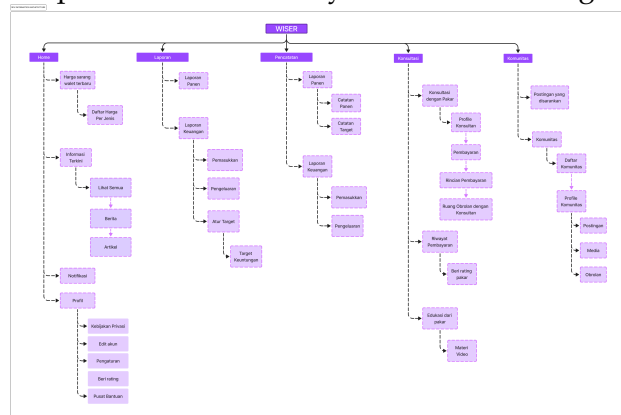 WISER
Home
Harga sarang
walet terbaru
Daftar Harga
Per Jenis
Informasi
Terkini
Lihat Semua
Berita
Artikel
Notifikasi
Profil
Kebijakan Privasi
Edit akun
Pengaturan
Beri rating
Pusat Bantuan
Laporan
Laporan
Panen
Laporan
Keuangan
Pemasukkan
Pengeluaran
Atur Target
Target
Keuntungan
Pencatatan
Laporan
Panen
Catatan
Panen
Catatan
Target
Laporan
Keuangan
Pemasukkan
Pengeluaran
Konsultasi
Konsultasi
dengan Pakar
Profile
Konsultan
Pembayaran
Rincian Pembayaran
Ruang Obrolan dengan
Konsultan
Riwayat
Pembayaran
Beri rating
pakar
Edukasi dari
pakar
Materi
Video
Komunitas
Postingan yang
disarankan
Komunitas
Daftar
Komunitas
Profile
Komunitas
Postingan
Media
Obrolan